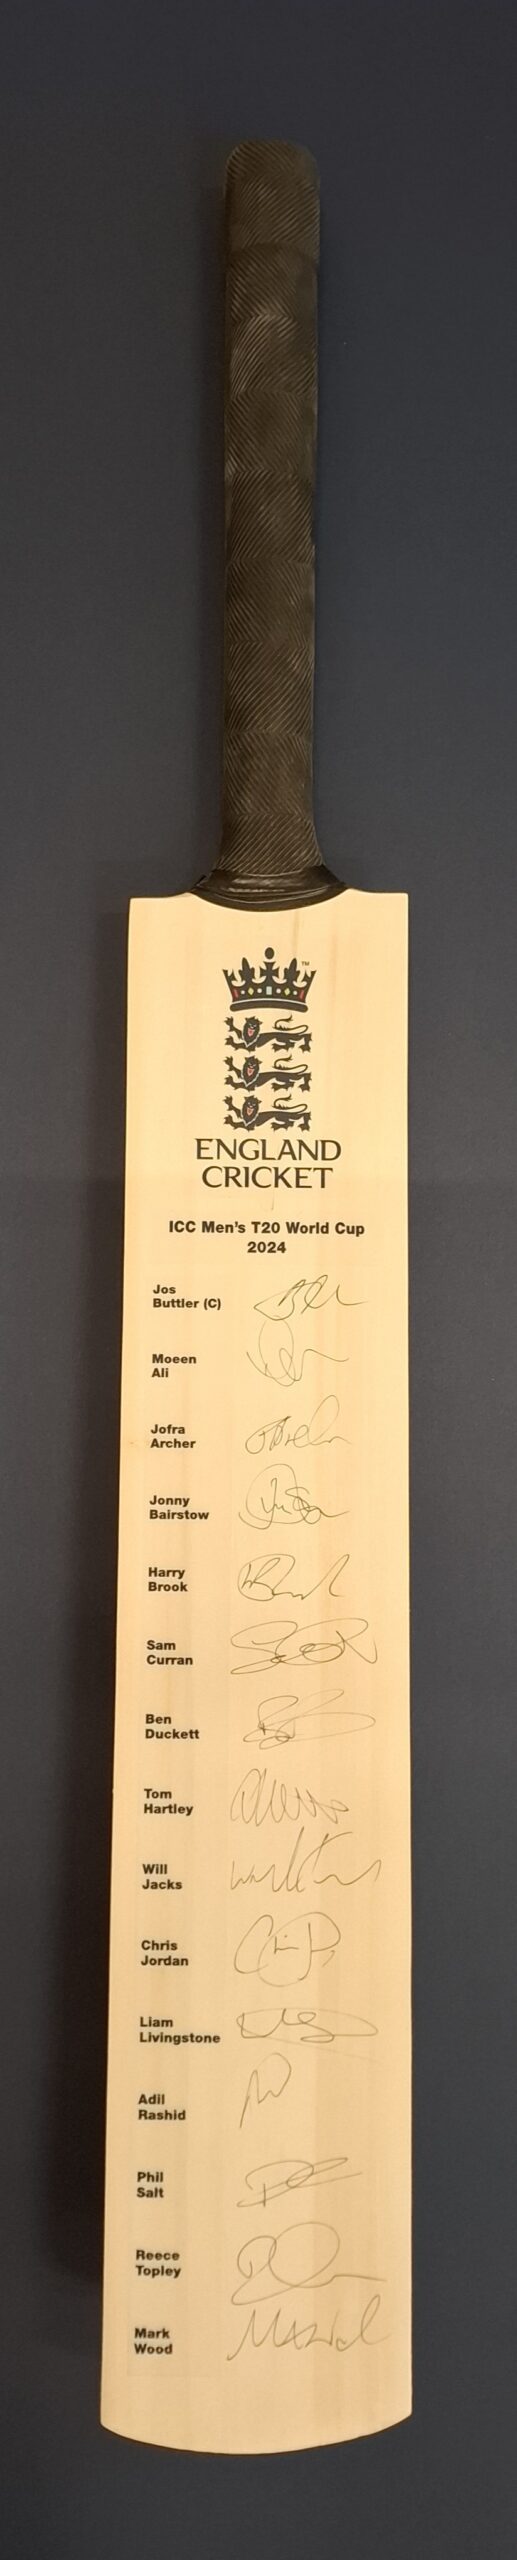 TM
ENGLAND
CRICKET
ICC Men's T20 World Cup
2024
Jos
Buttler (C)
Moeen
Ali
Jofra
Archer
Jonny
Bairstow
Harry
Brook
Sam
Curran
Ben
Duckett
Tom
Hartley
Will
Jacks
Chris
Jordan
Liam
Livingstone
Adil
Rashid
Phil
Salt
Reece
Topley
Mark
Wood